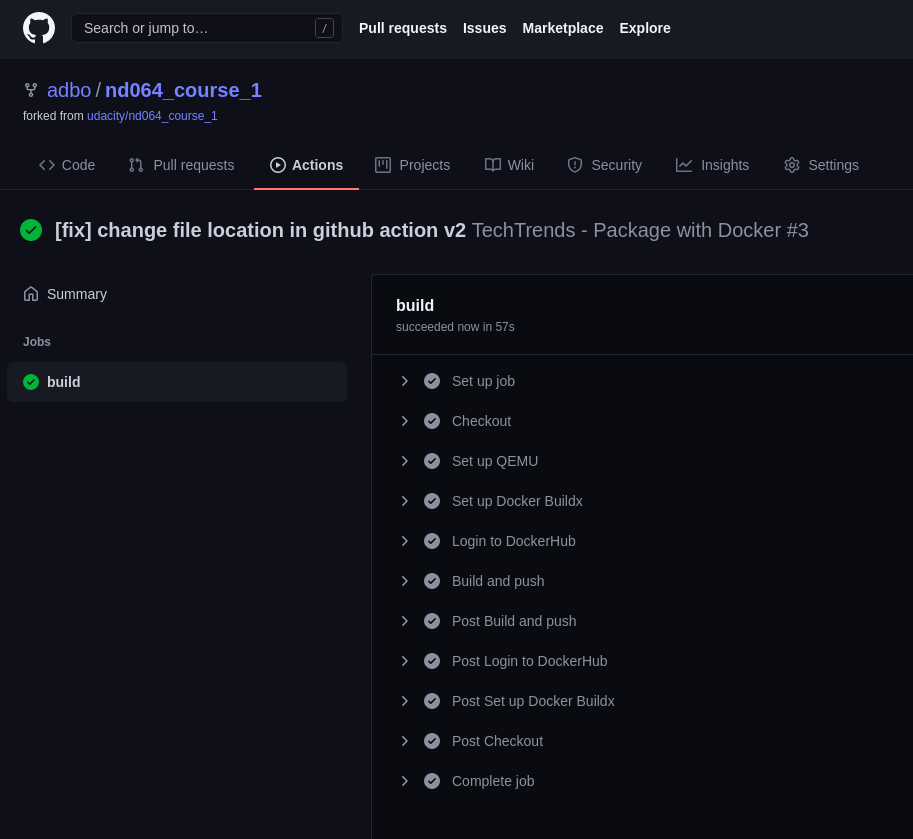 Search or jump to… /
Pull requests Issues Marketplace Explore
adbo / nd064_course_1
forked from udacity/nd064_course_1
Code Pull requests Actions Projects Wiki Security Insights Settings
[fix] change file location in github action v2 TechTrends - Package with Docker #3
Summary
Jobs
build
build
succeeded now in 57s
Set up job
Checkout
Set up QEMU
Set up Docker Buildx
Login to DockerHub
Build and push
Post Build and push
Post Login to DockerHub
Post Set up Docker Buildx
Post Checkout
Complete job